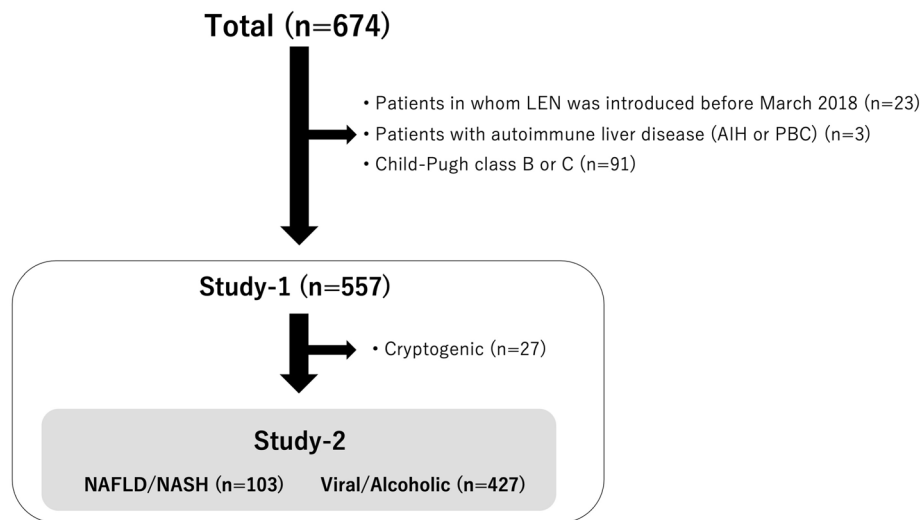 Total (n=674)
• Patients in whom LEN was introduced before March 2018 (n=23)
• Patients with autoimmune liver disease (AIH or PBC) (n=3)
• Child-Pugh class B or C (n=91)
Study-1 (n=557)
• Cryptogenic (n=27)
Study-2
NAFLD/NASH (n=103) Viral/Alcoholic (n=427)